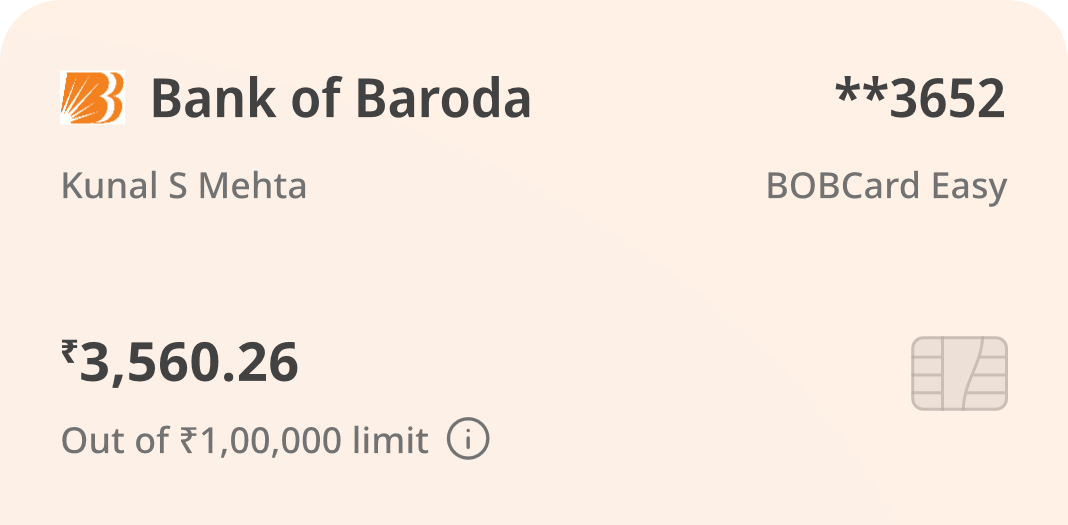 Bank of Baroda **3652
Kunal S Mehta BOBCard Easy
₹3,560.26
Out of ₹1,00,000 limit